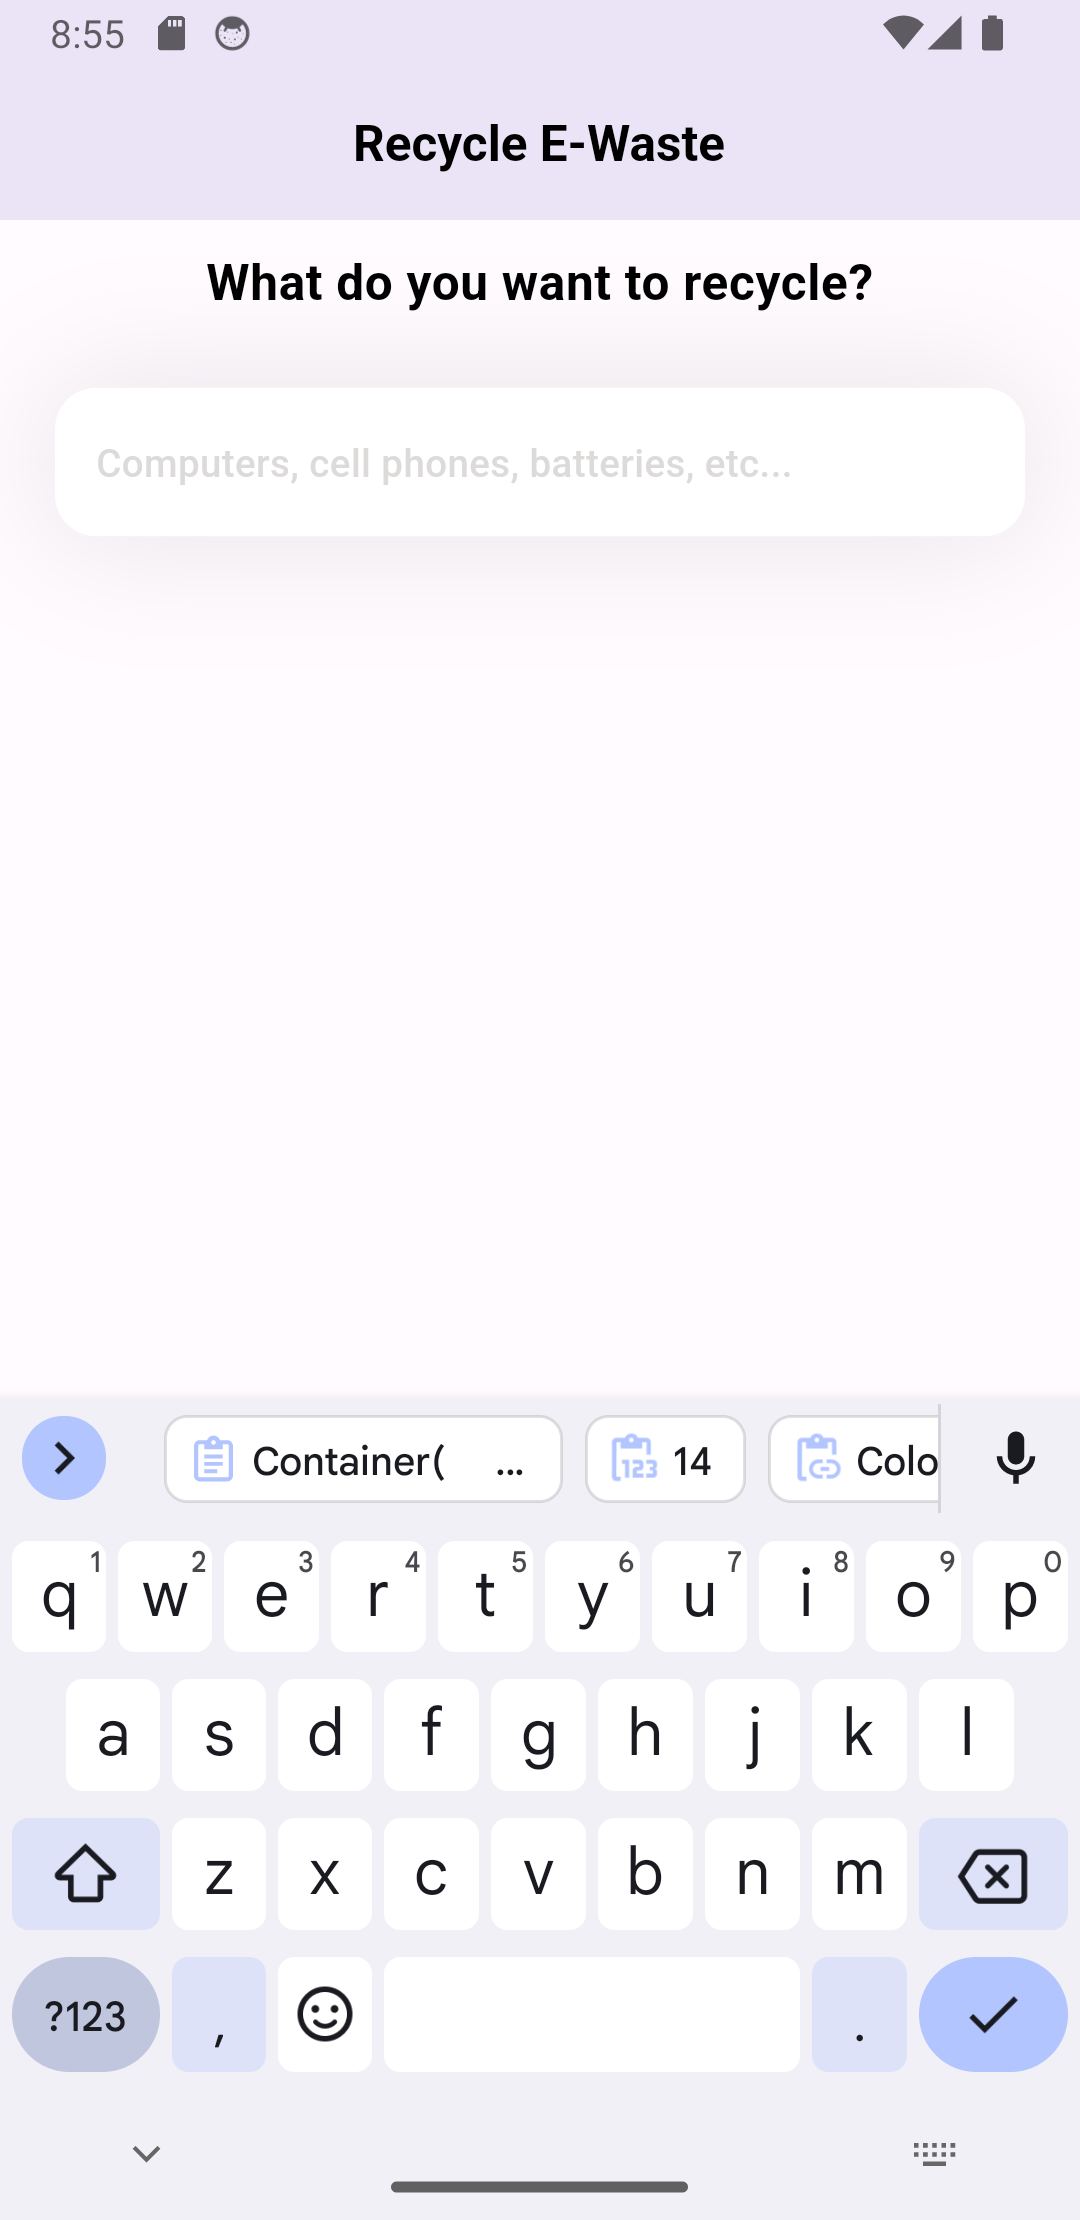 8:55
Recycle E-Waste
What do you want to recycle?
Computers, cell phones, batteries, etc...
Container( ... 123 14 Colo
1 2 3 4 5 6 7 8 9 0
q w e r t y u i o p
a s d f g h j k l
z x c v b n m
?123 , .